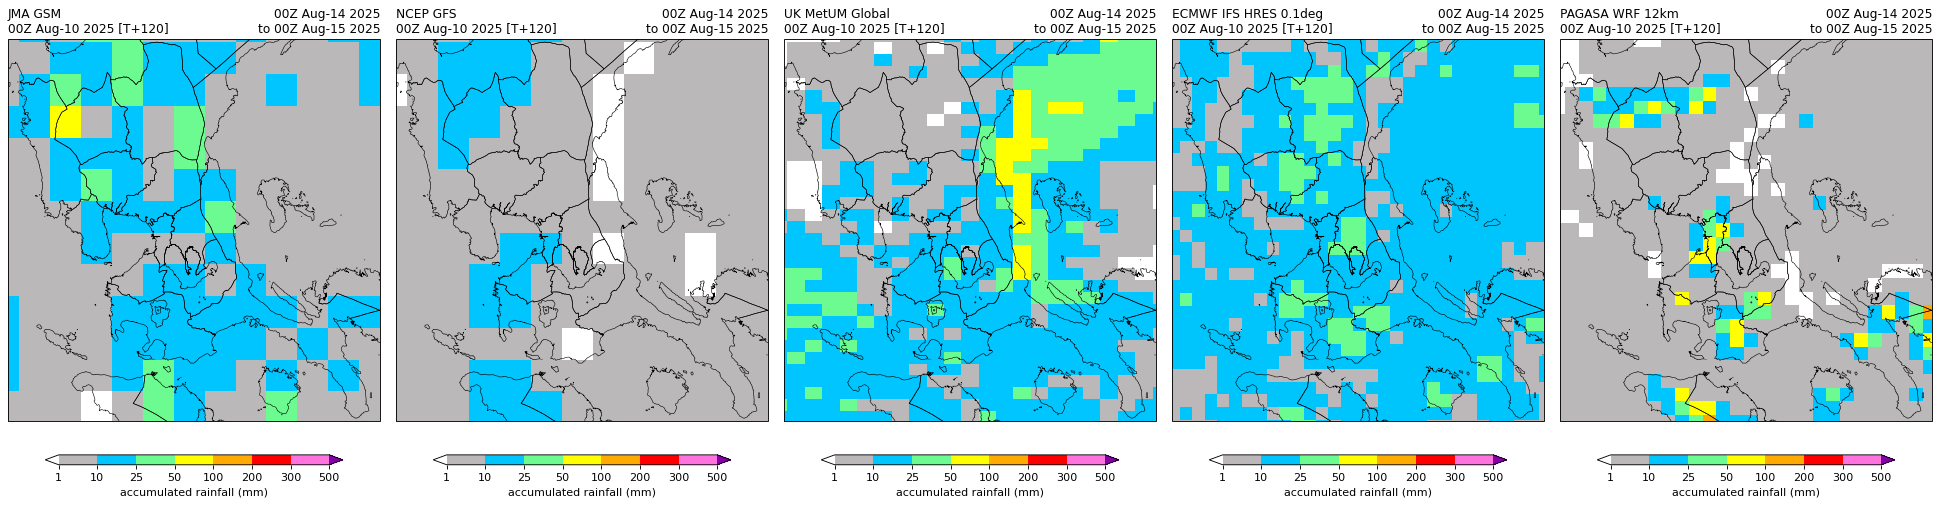 JMA GSM 00Z Aug-14 2025
00Z Aug-10 2025 [T+120] to 00Z Aug-15 2025
NCEP GFS 00Z Aug-14 2025
00Z Aug-10 2025 [T+120] to 00Z Aug-15 2025
UK MetUM Global 00Z Aug-14 2025
00Z Aug-10 2025 [T+120] to 00Z Aug-15 2025
ECMWF IFS HRES 0.1deg 00Z Aug-14 2025
00Z Aug-10 2025 [T+120] to 00Z Aug-15 2025
PAGASA WRF 12km 00Z Aug-14 2025
00Z Aug-10 2025 [T+120] to 00Z Aug-15 2025
1 10 25 50 100 200 300 500
accumulated rainfall (mm)
1 10 25 50 100 200 300 500
accumulated rainfall (mm)
1 10 25 50 100 200 300 500
accumulated rainfall (mm)
1 10 25 50 100 200 300 500
accumulated rainfall (mm)
1 10 25 50 100 200 300 500
accumulated rainfall (mm)